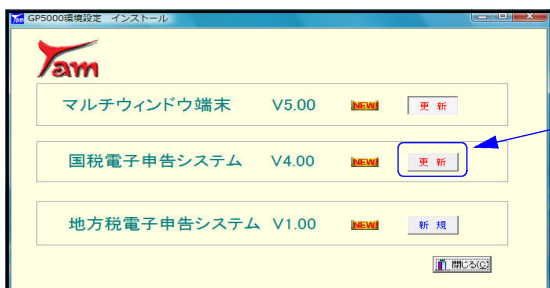 GP5000環境設定 インストール
Tam
マルチウィンドウ端末 V5.00 NEW! 更新
国税電子申告システム V4.00 NEW! 更新
地方税電子申告システム V1.00 NEW! 新規
閉じる(C)